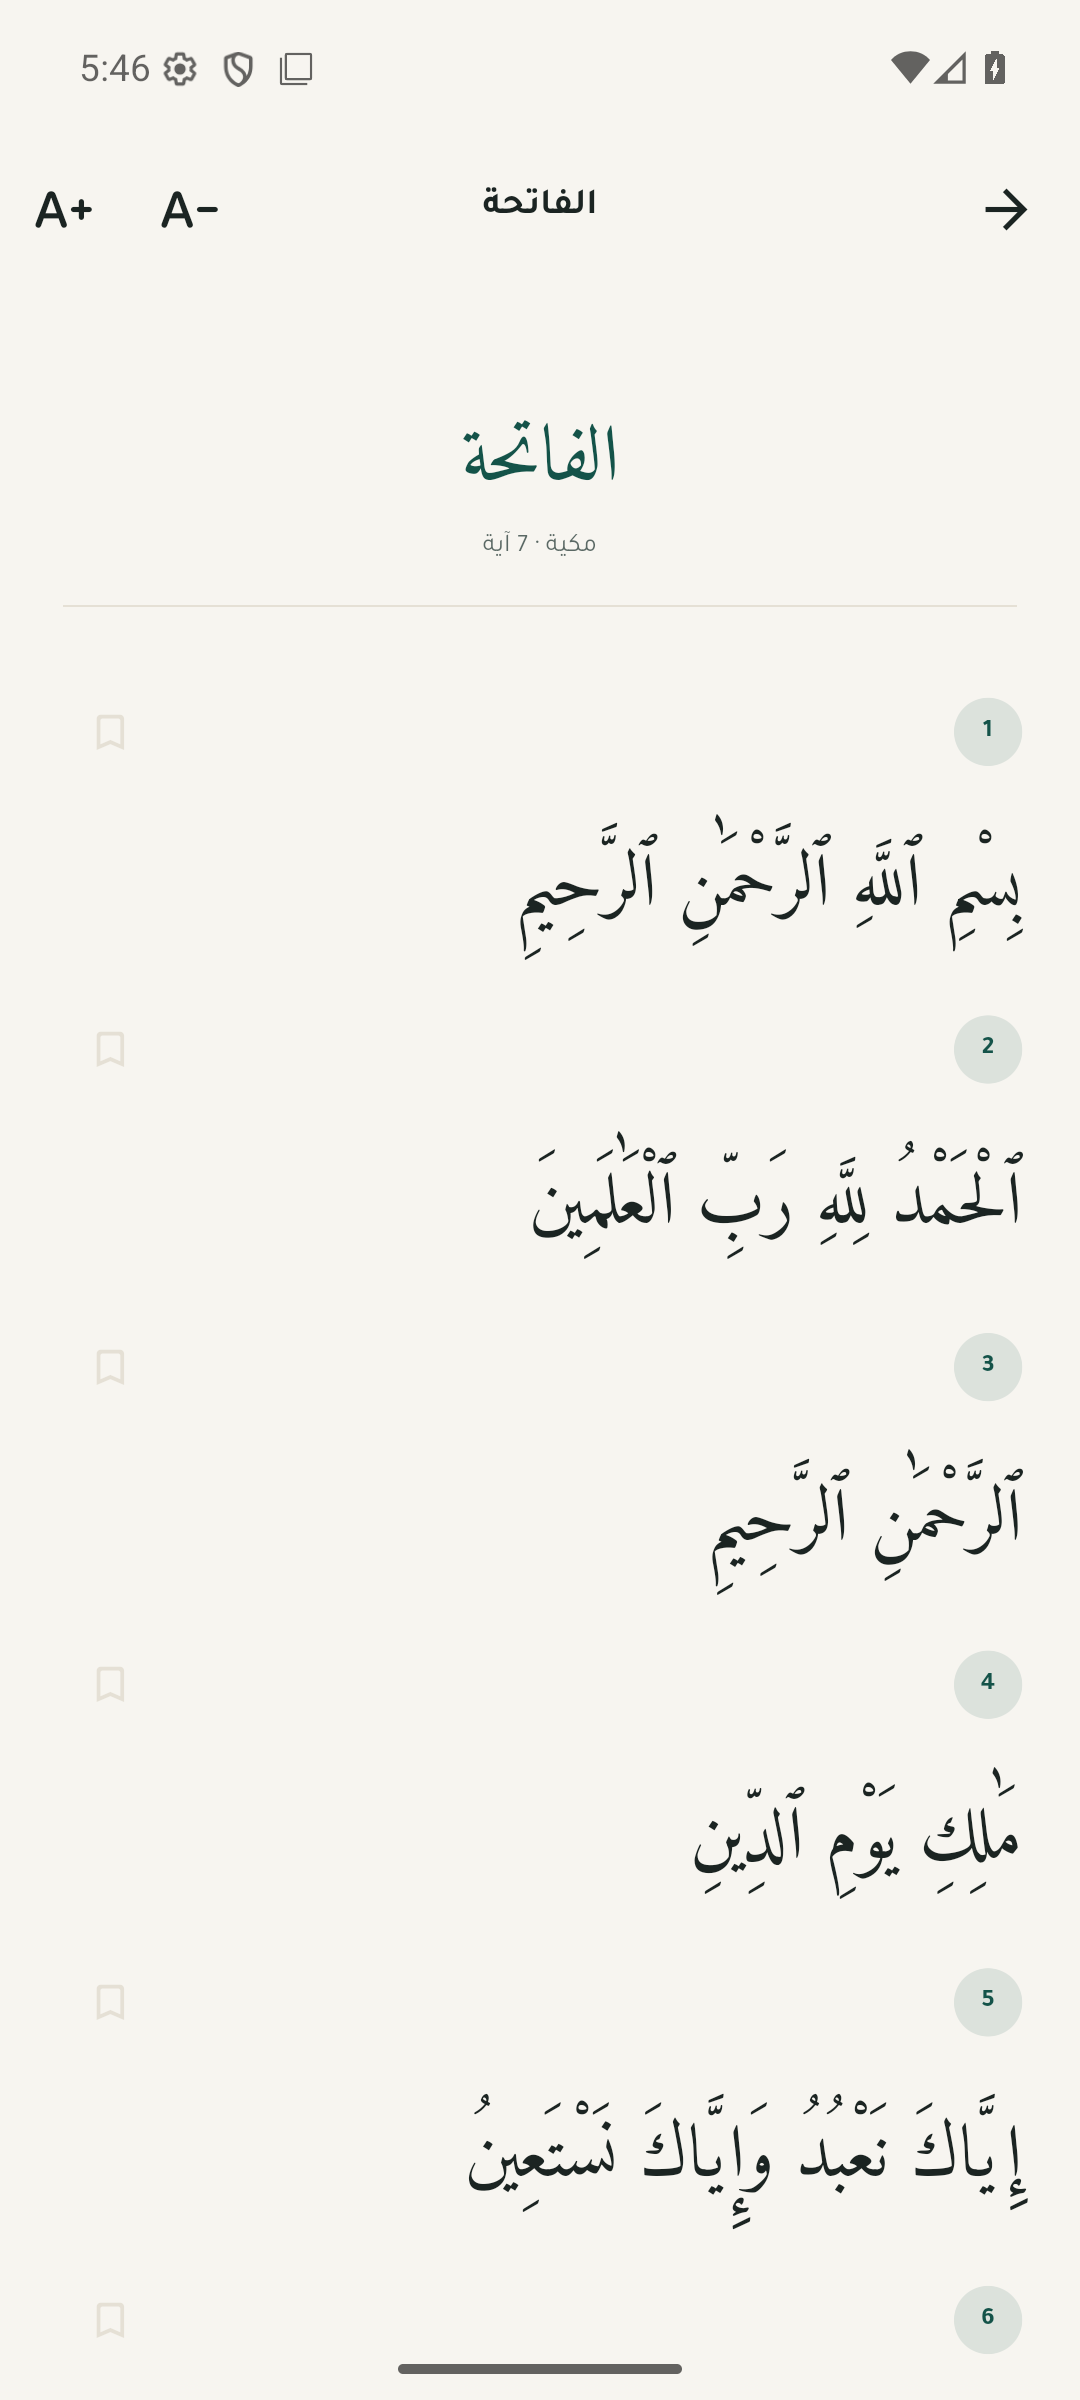 5:46
الفاتحة
A− A+
الفاتحة
مكية · 7 آية
1
بِسْمِ ٱللَّهِ ٱلرَّحْمَٰنِ ٱلرَّحِيمِ
2
ٱلْحَمْدُ لِلَّهِ رَبِّ ٱلْعَٰلَمِينَ
3
ٱلرَّحْمَٰنِ ٱلرَّحِيمِ
4
مَٰلِكِ يَوْمِ ٱلدِّينِ
5
إِيَّاكَ نَعْبُدُ وَإِيَّاكَ نَسْتَعِينُ
6